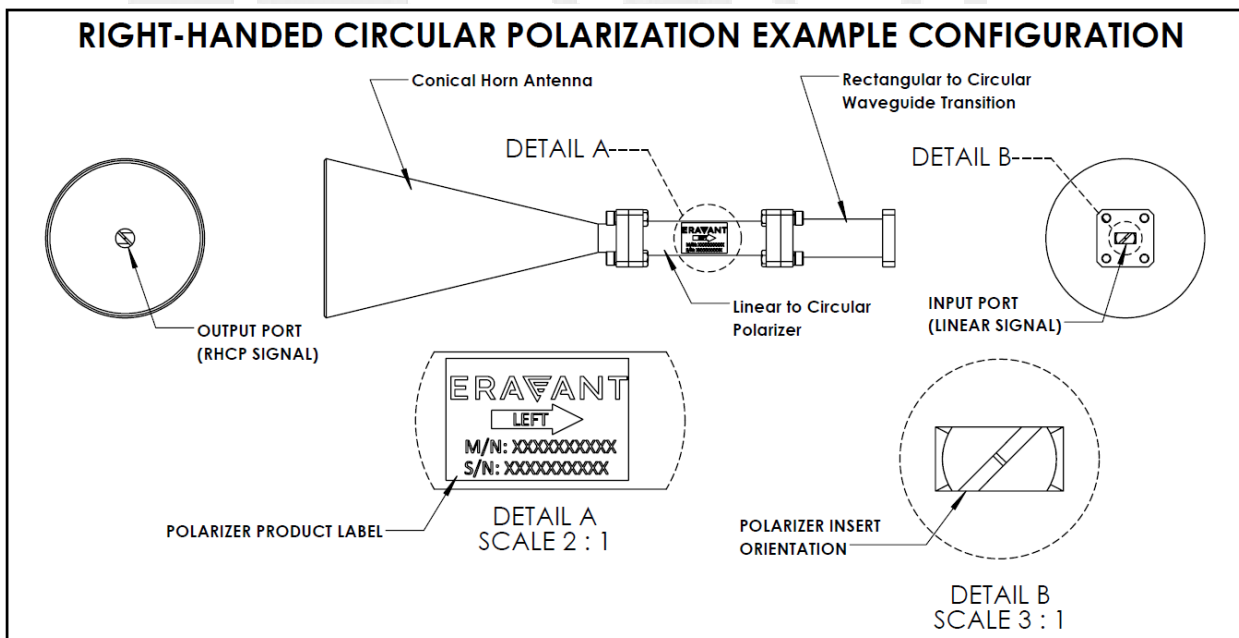 RIGHT-HANDED CIRCULAR POLARIZATION EXAMPLE CONFIGURATION
Conical Horn Antenna
Rectangular to Circular
Waveguide Transition
DETAIL A
DETAIL B
ERAVANT
OUTPUT PORT
(RHCP SIGNAL)
Linear to Circular
Polarizer
INPUT PORT
(LINEAR SIGNAL)
ERAVANT
LEFT
M/N: XXXXXXXXXX
S/N: XXXXXXXXXX
POLARIZER PRODUCT LABEL
DETAIL A
SCALE 2 : 1
POLARIZER INSERT
ORIENTATION
DETAIL B
SCALE 3 : 1